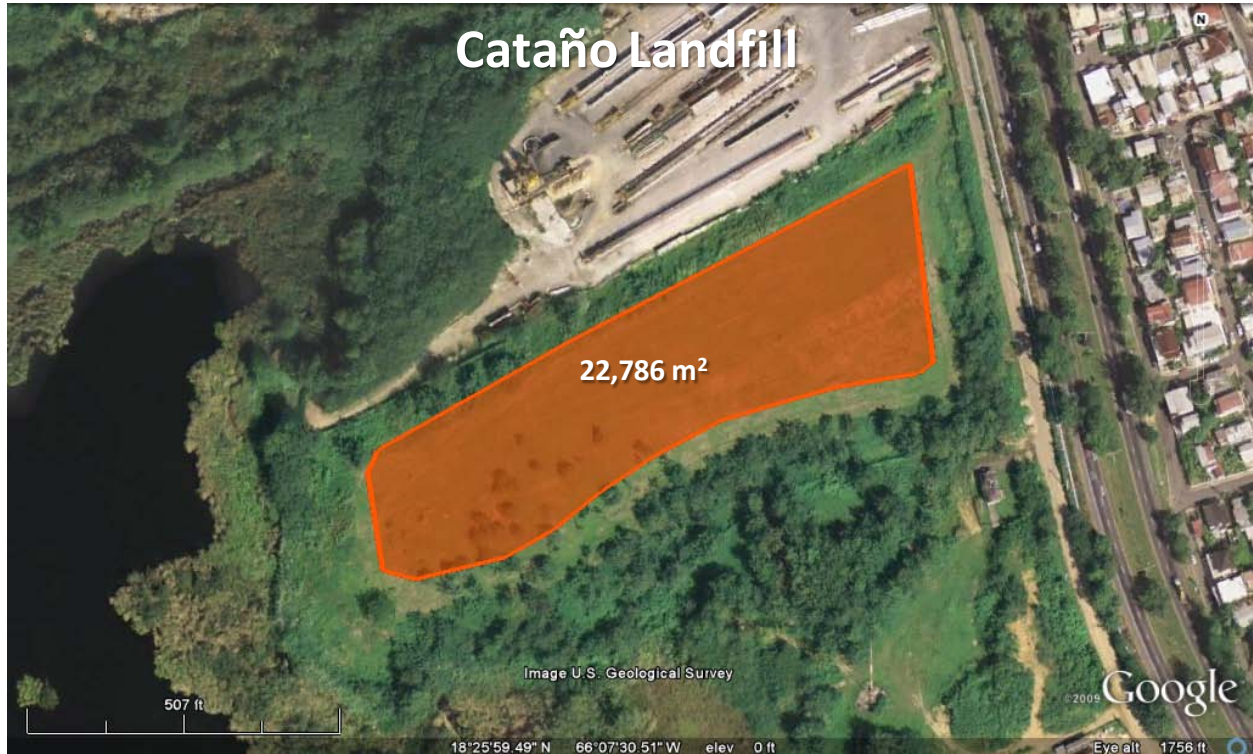 Cataño Landfill
N
22,786 m²
Image U.S. Geological Survey
©2009 Google
507 ft
18°25'59.49" N 66°07'30.51" W elev 0 ft
Eye alt 1756 ft